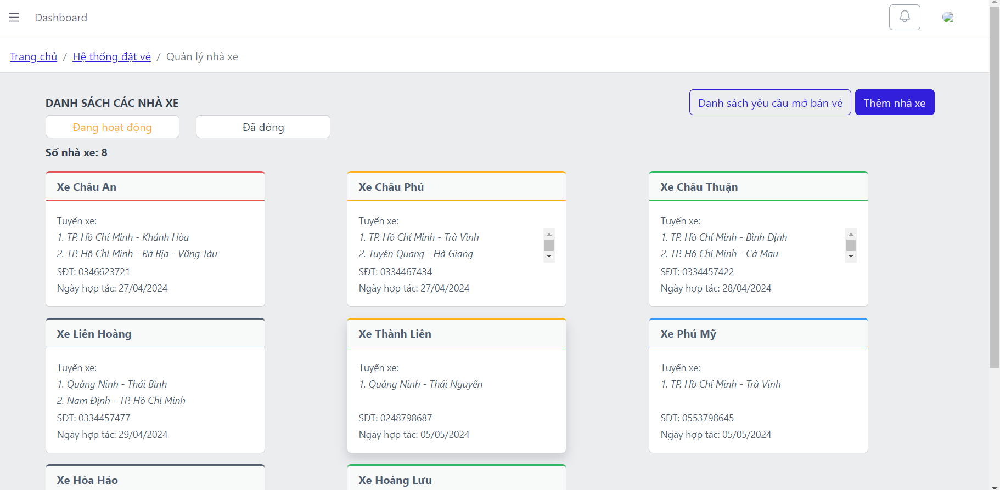 Dashboard
Trang chủ / Hệ thống đặt vé / Quản lý nhà xe
DANH SÁCH CÁC NHÀ XE
Danh sách yêu cầu mở bán vé
Thêm nhà xe
Đang hoạt động
Đã đóng
Số nhà xe: 8
Xe Châu An
Tuyến xe:
1. TP. Hồ Chí Minh - Khánh Hòa
2. TP. Hồ Chí Minh - Bà Rịa - Vũng Tàu
SĐT: 0346623721
Ngày hợp tác: 27/04/2024
Xe Châu Phú
Tuyến xe:
1. TP. Hồ Chí Minh - Trà Vinh
2. Tuyên Quang - Hà Giang
SĐT: 0334467434
Ngày hợp tác: 27/04/2024
Xe Châu Thuận
Tuyến xe:
1. TP. Hồ Chí Minh - Bình Định
2. TP. Hồ Chí Minh - Cà Mau
SĐT: 0334457422
Ngày hợp tác: 28/04/2024
Xe Liên Hoàng
Tuyến xe:
1. Quảng Ninh - Thái Bình
2. Nam Định - TP. Hồ Chí Minh
SĐT: 0334457477
Ngày hợp tác: 29/04/2024
Xe Thành Liên
Tuyến xe:
1. Quảng Ninh - Thái Nguyên
SĐT: 0248798687
Ngày hợp tác: 05/05/2024
Xe Phú Mỹ
Tuyến xe:
1. TP. Hồ Chí Minh - Trà Vinh
SĐT: 0553798645
Ngày hợp tác: 05/05/2024
Xe Hòa Hảo
Xe Hoàng Lưu